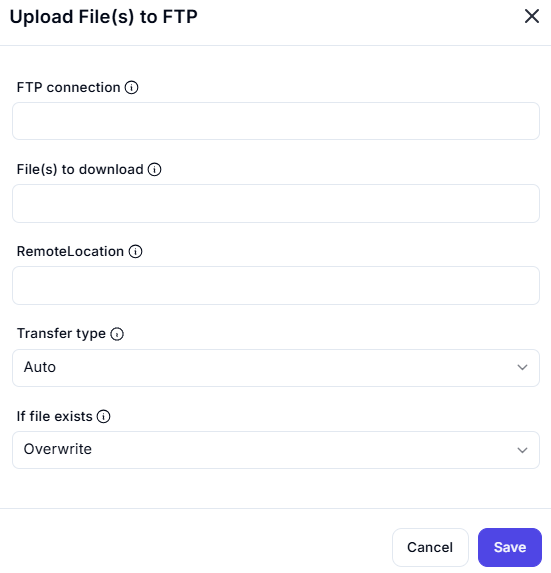 Upload File(s) to FTP
FTP connection
File(s) to download
RemoteLocation
Transfer type
Auto
If file exists
Overwrite
Cancel Save